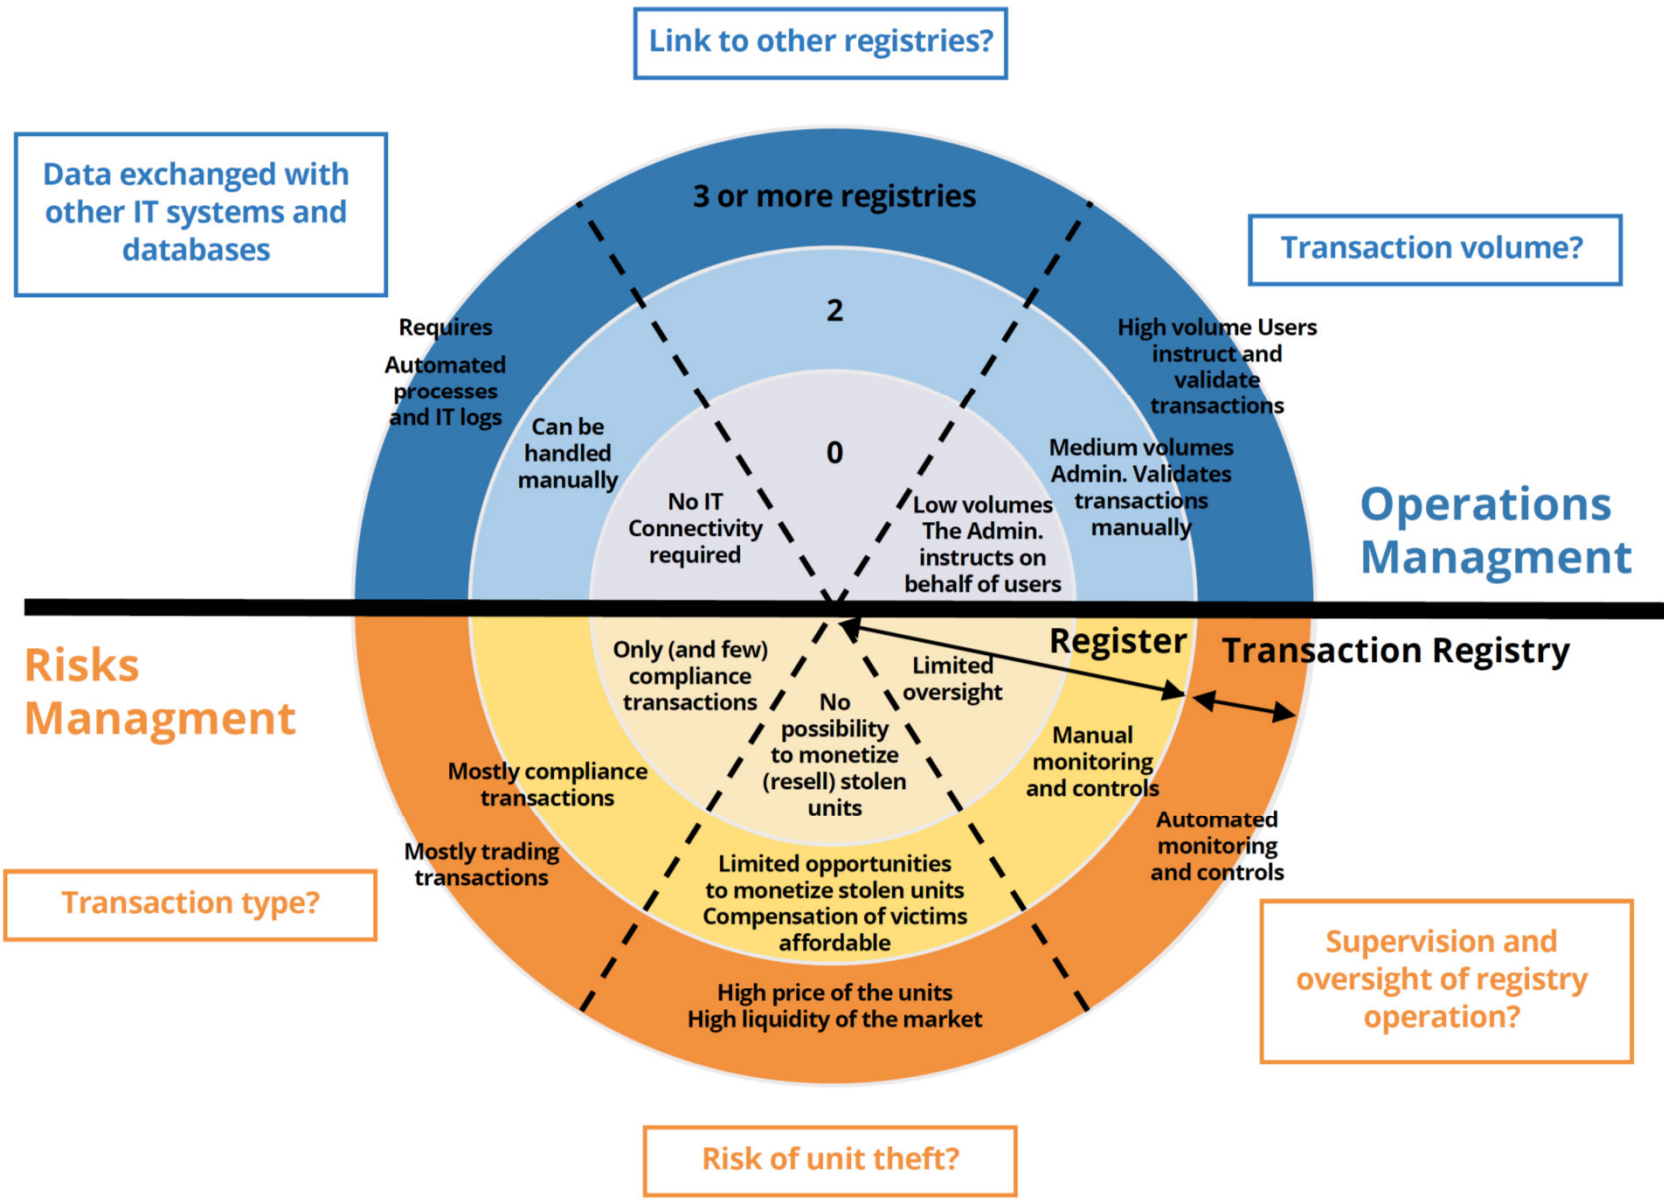 Link to other registries?
Data exchanged with
other IT systems and
databases
3 or more registries
Transaction volume?
2
Requires
Automated
processes
and IT logs
High volume Users
instruct and
validate
transactions
Can be
handled
manually
0
Medium volumes
Admin. Validates
transactions
manually
No IT
Connectivity
required
Low volumes
The Admin.
instructs on
behalf of users
Operations
Managment
Risks
Managment
Only (and few)
compliance
transactions
Limited
oversight
Register
Transaction Registry
No
possibility
to monetize
(resell) stolen
units
Manual
monitoring
and controls
Mostly compliance
transactions
Automated
monitoring
and controls
Mostly trading
transactions
Limited opportunities
to monetize stolen units
Compensation of victims
affordable
Transaction type?
High price of the units
High liquidity of the market
Supervision and
oversight of registry
operation?
Risk of unit theft?